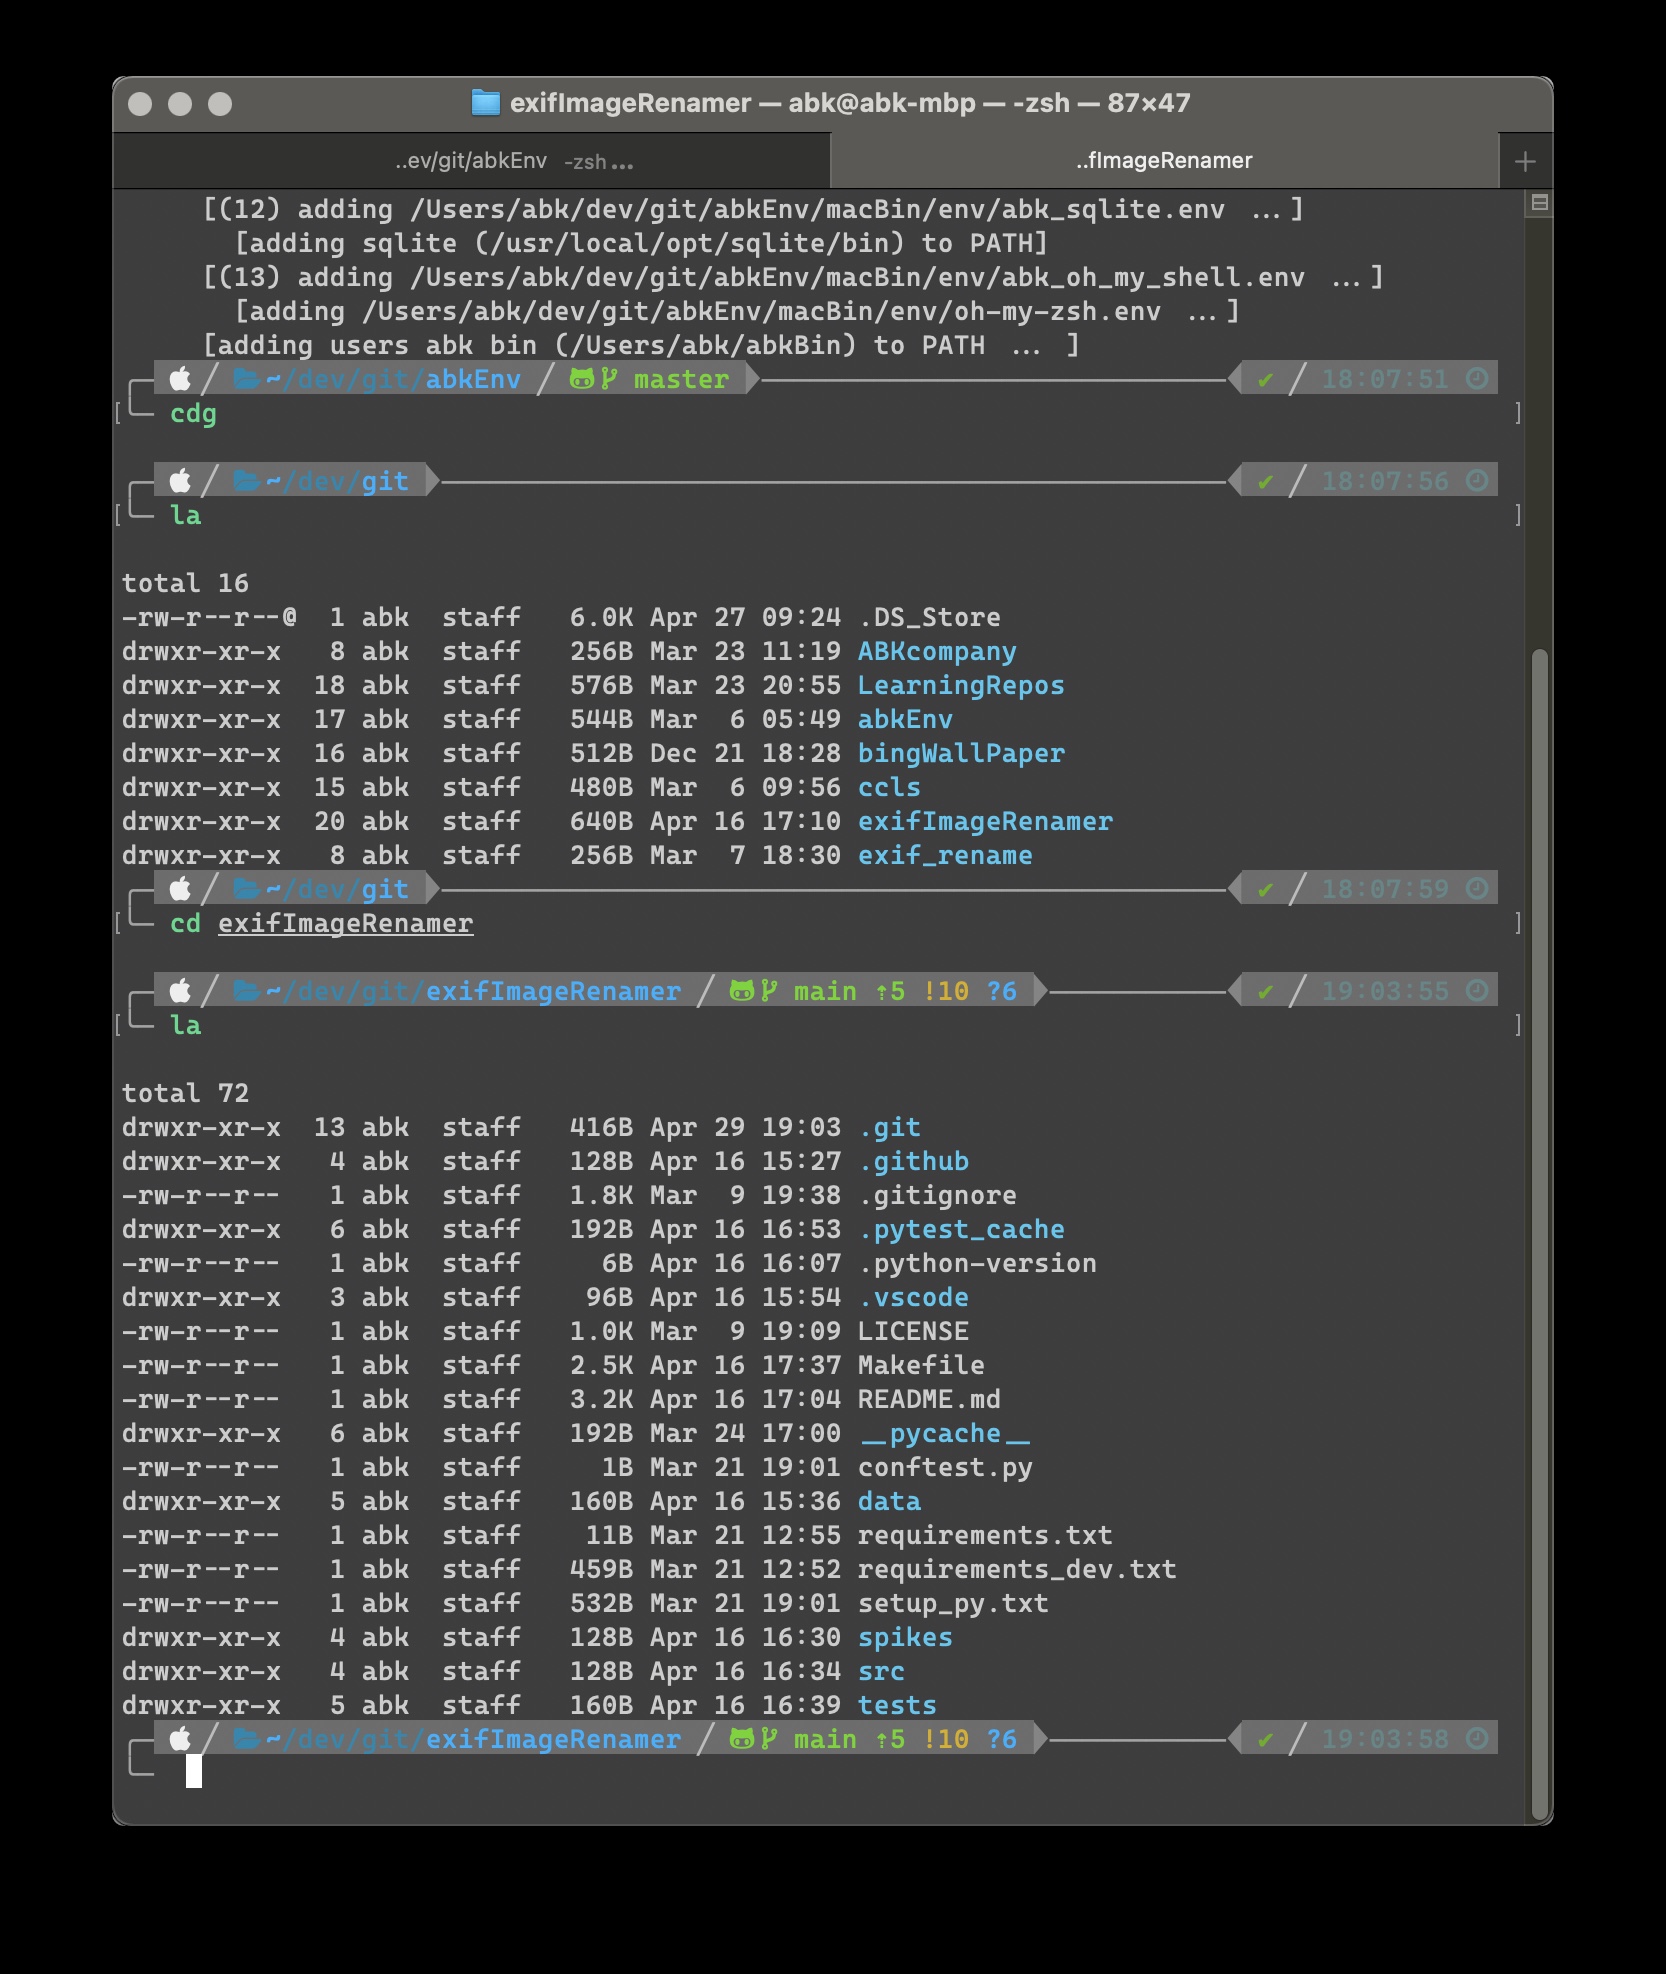 exifImageRenamer — abk@abk-mbp — -zsh — 87×47
..ev/git/abkEnv -zsh...
..fImageRenamer
[(12) adding /Users/abk/dev/git/abkEnv/macBin/env/abk_sqlite.env ...]
[adding sqlite (/usr/local/opt/sqlite/bin) to PATH]
[(13) adding /Users/abk/dev/git/abkEnv/macBin/env/abk_oh_my_shell.env ...]
[adding /Users/abk/dev/git/abkEnv/macBin/env/oh-my-zsh.env ...]
[adding users abk bin (/Users/abk/abkBin) to PATH ... ]
~/dev/git/abkEnv / master ✔ / 18:07:51
[ cdg ]
~/dev/git ✔ / 18:07:56
[ la ]
total 16
-rw-r--r--@ 1 abk staff 6.0K Apr 27 09:24 .DS_Store
drwxr-xr-x 8 abk staff 256B Mar 23 11:19 ABKcompany
drwxr-xr-x 18 abk staff 576B Mar 23 20:55 LearningRepos
drwxr-xr-x 17 abk staff 544B Mar 6 05:49 abkEnv
drwxr-xr-x 16 abk staff 512B Dec 21 18:28 bingWallPaper
drwxr-xr-x 15 abk staff 480B Mar 6 09:56 ccls
drwxr-xr-x 20 abk staff 640B Apr 16 17:10 exifImageRenamer
drwxr-xr-x 8 abk staff 256B Mar 7 18:30 exif_rename
~/dev/git ✔ / 18:07:59
[ cd exifImageRenamer ]
~/dev/git/exifImageRenamer / main ⇡5 !10 ?6 ✔ / 19:03:55
[ la ]
total 72
drwxr-xr-x 13 abk staff 416B Apr 29 19:03 .git
drwxr-xr-x 4 abk staff 128B Apr 16 15:27 .github
-rw-r--r-- 1 abk staff 1.8K Mar 9 19:38 .gitignore
drwxr-xr-x 6 abk staff 192B Apr 16 16:53 .pytest_cache
-rw-r--r-- 1 abk staff 6B Apr 16 16:07 .python-version
drwxr-xr-x 3 abk staff 96B Apr 16 15:54 .vscode
-rw-r--r-- 1 abk staff 1.0K Mar 9 19:09 LICENSE
-rw-r--r-- 1 abk staff 2.5K Apr 16 17:37 Makefile
-rw-r--r-- 1 abk staff 3.2K Apr 16 17:04 README.md
drwxr-xr-x 6 abk staff 192B Mar 24 17:00 __pycache__
-rw-r--r-- 1 abk staff 1B Mar 21 19:01 conftest.py
drwxr-xr-x 5 abk staff 160B Apr 16 15:36 data
-rw-r--r-- 1 abk staff 11B Mar 21 12:55 requirements.txt
-rw-r--r-- 1 abk staff 459B Mar 21 12:52 requirements_dev.txt
-rw-r--r-- 1 abk staff 532B Mar 21 19:01 setup_py.txt
drwxr-xr-x 4 abk staff 128B Apr 16 16:30 spikes
drwxr-xr-x 4 abk staff 128B Apr 16 16:34 src
drwxr-xr-x 5 abk staff 160B Apr 16 16:39 tests
~/dev/git/exifImageRenamer / main ⇡5 !10 ?6 ✔ / 19:03:58